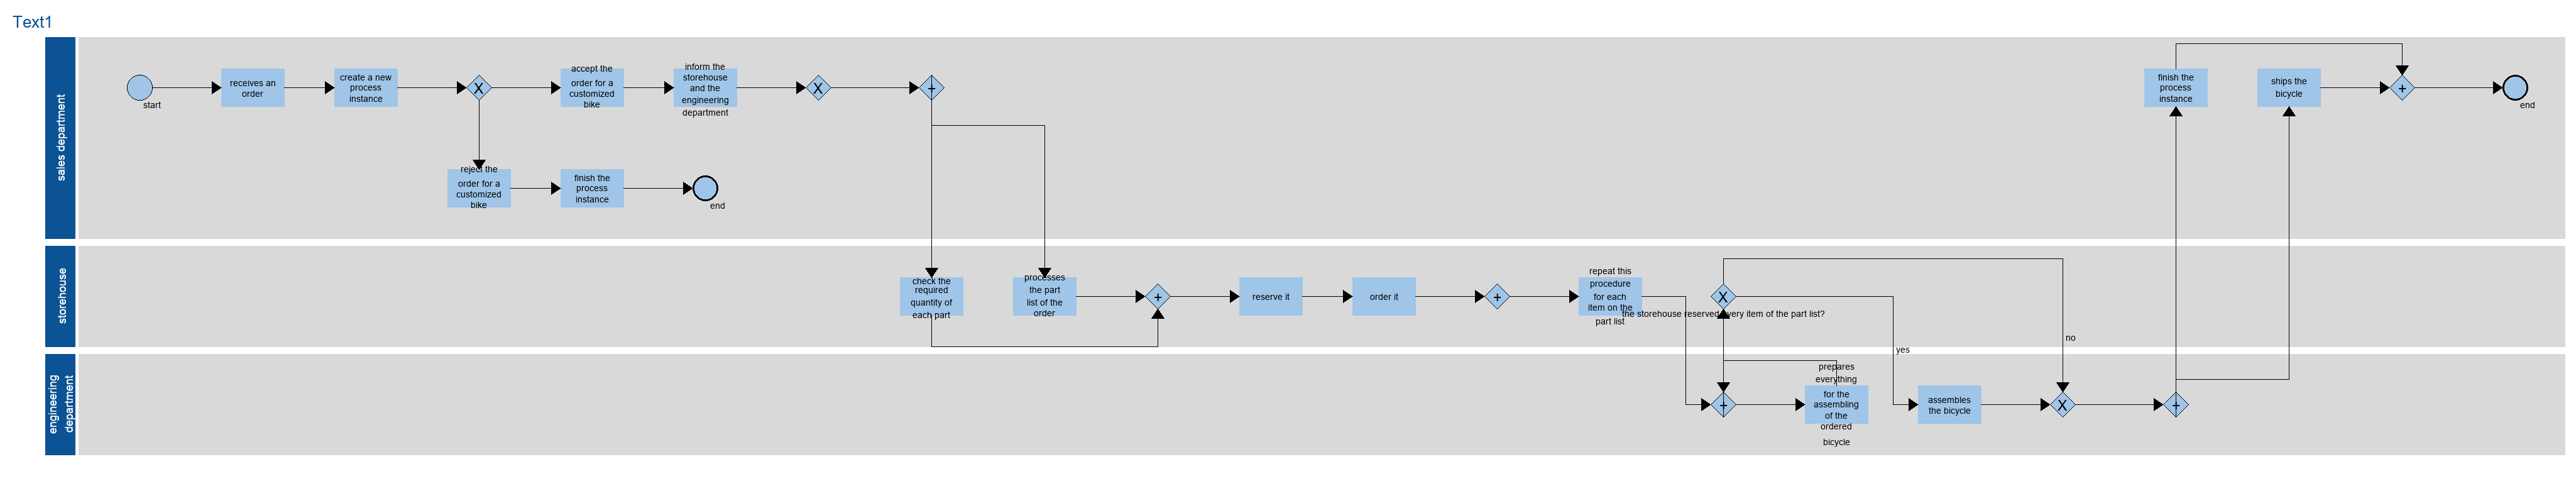 Text1
sales department
start
receives an
order
create a new
process
instance
X
accept the
order for a
customized
bike
inform the
storehouse
and the
engineering
department
X
+
reject the
order for a
customized
bike
finish the
process
instance
end
finish the
process
instance
ships the
bicycle
+
end
storehouse
check the
required
quantity of
each part
processes
the part
list of the
order
+
reserve it
order it
+
repeat this
procedure
for each
item on the
part list
X
the storehouse reserved every item of the part list?
yes
no
engineering
department
+
prepares
everything
for the
assembling
of the
ordered
bicycle
assembles
the bicycle
X
+